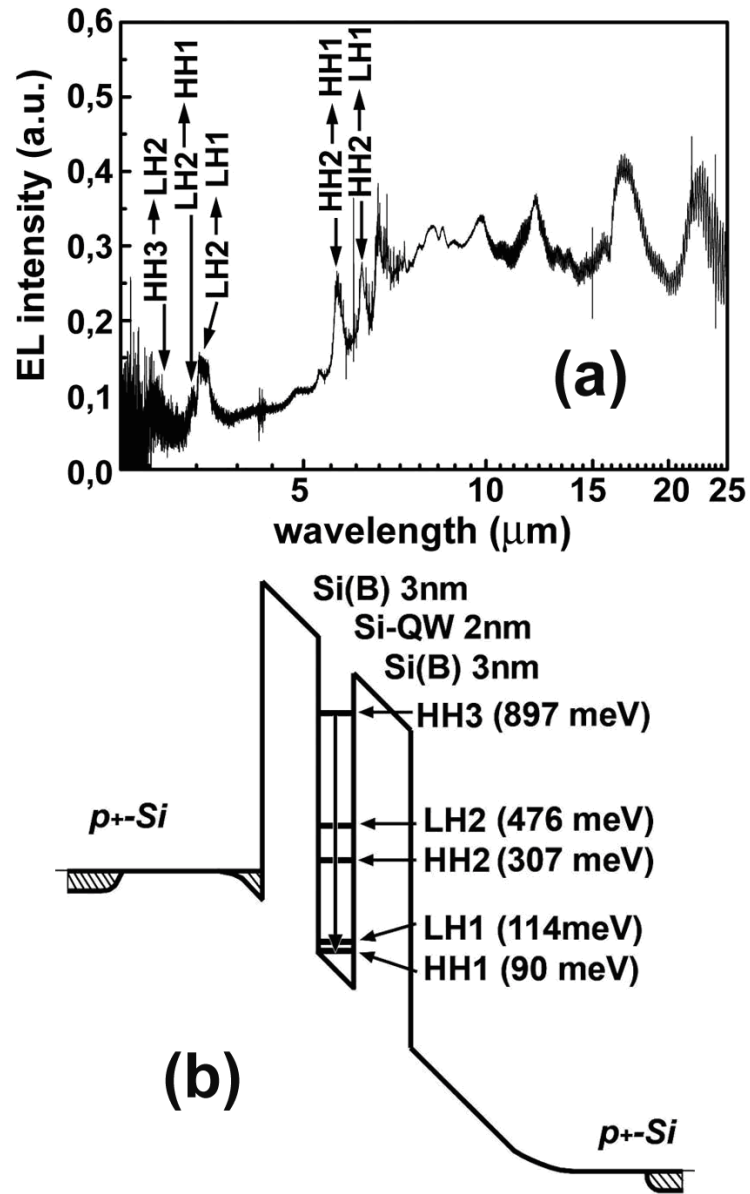 0,6
0,5
0,4
0,3
0,2
0,1
0,0
EL intensity (a.u.)
HH3 → LH2
LH2 → HH1
LH2 → LH1
HH2 → HH1
HH2 → LH1
(a)
5 10 15 20 25
wavelength (μm)
Si(B) 3nm
Si-QW 2nm
Si(B) 3nm
HH3 (897 meV)
p+-Si
LH2 (476 meV)
HH2 (307 meV)
LH1 (114meV)
HH1 (90 meV)
(b)
p+-Si